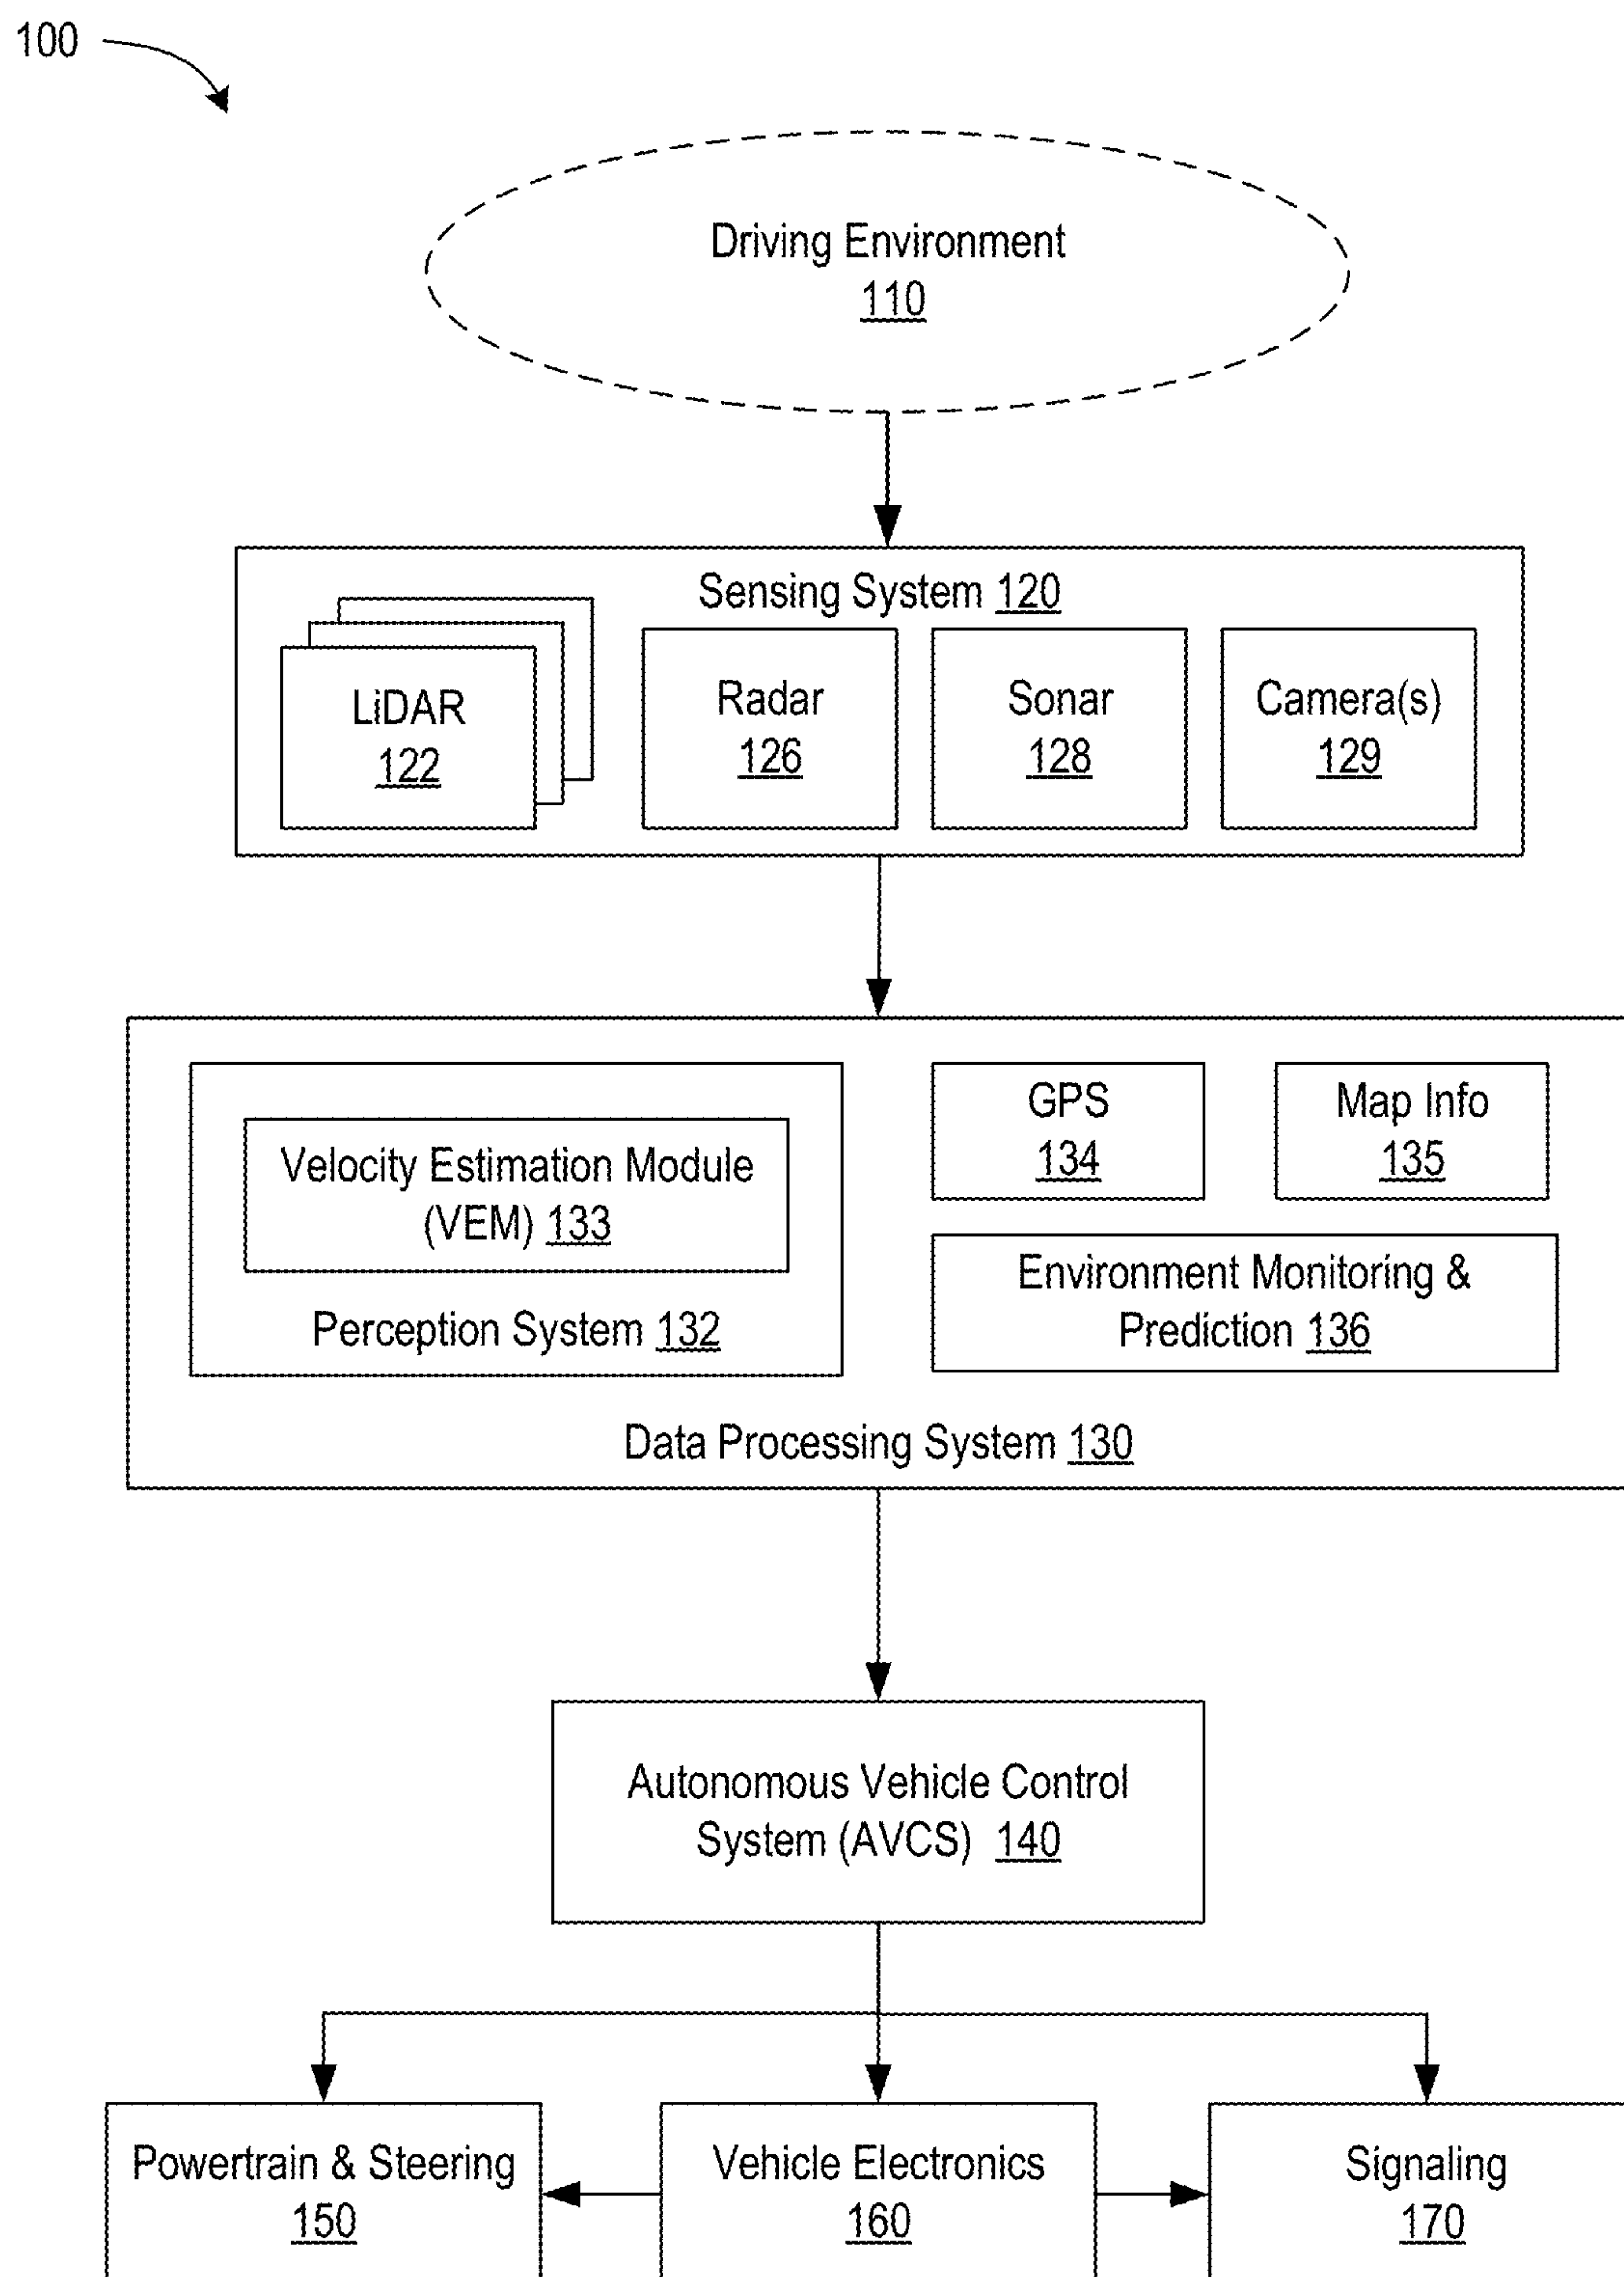 100
Driving Environment
110
Sensing System 120
LiDAR
122
Radar
126
Sonar
128
Camera(s)
129
Velocity Estimation Module
(VEM) 133
Perception System 132
GPS
134
Map Info
135
Environment Monitoring &
Prediction 136
Data Processing System 130
Autonomous Vehicle Control
System (AVCS) 140
Powertrain & Steering
150
Vehicle Electronics
160
Signaling
170